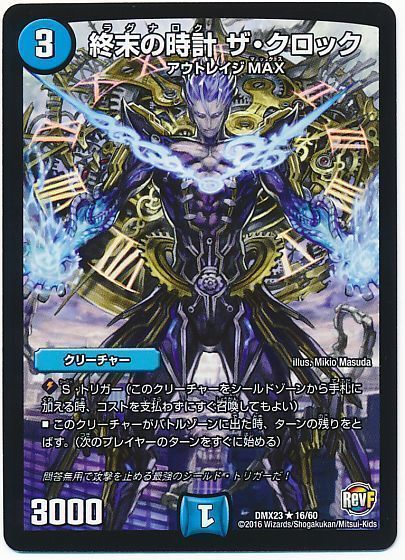 3
ラグナロク
終末の時計 ザ・クロック
アウトレイジMAX
クリーチャー
illus. Mikio Masuda
S・トリガー(このクリーチャーをシールドゾーンから手札に
加える時、コストを支払わずにすぐ召喚してもよい)
■このクリーチャーがバトルゾーンに出た時、ターンの残りをと
ばす。(次のプレイヤーのターンをすぐに始める)
問答無用で攻撃を止める最強のシールド・トリガーだ!
RevF
DMX23★16/60
3000
1
©2016 Wizards/Shogakukan/Mitsui-Kids